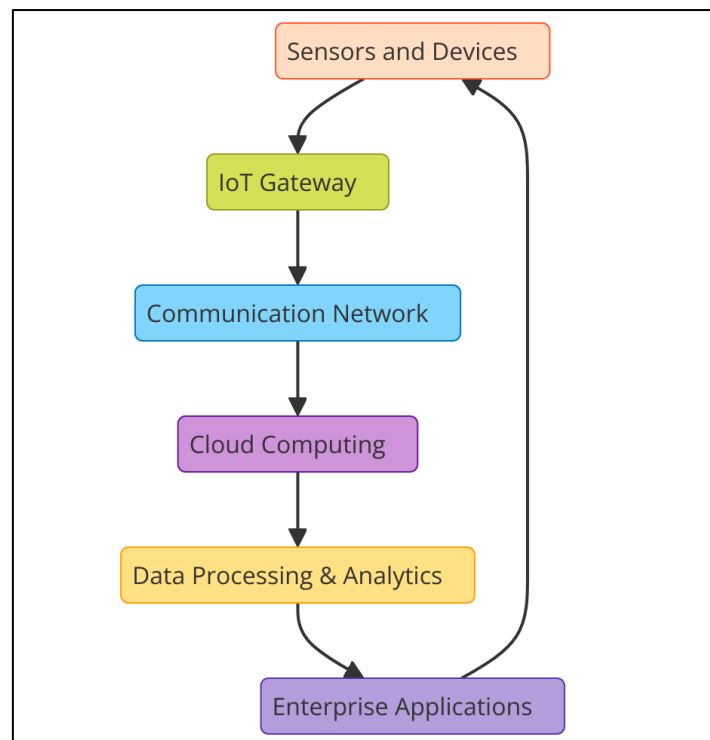 Sensors and Devices
IoT Gateway
Communication Network
Cloud Computing
Data Processing & Analytics
Enterprise Applications